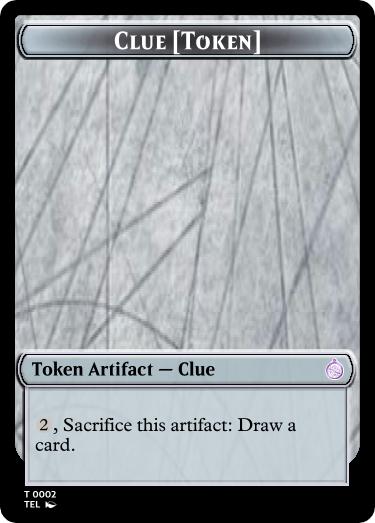 Clue [Token]
Token Artifact — Clue
2, Sacrifice this artifact: Draw a
card.
T 0002
TEL